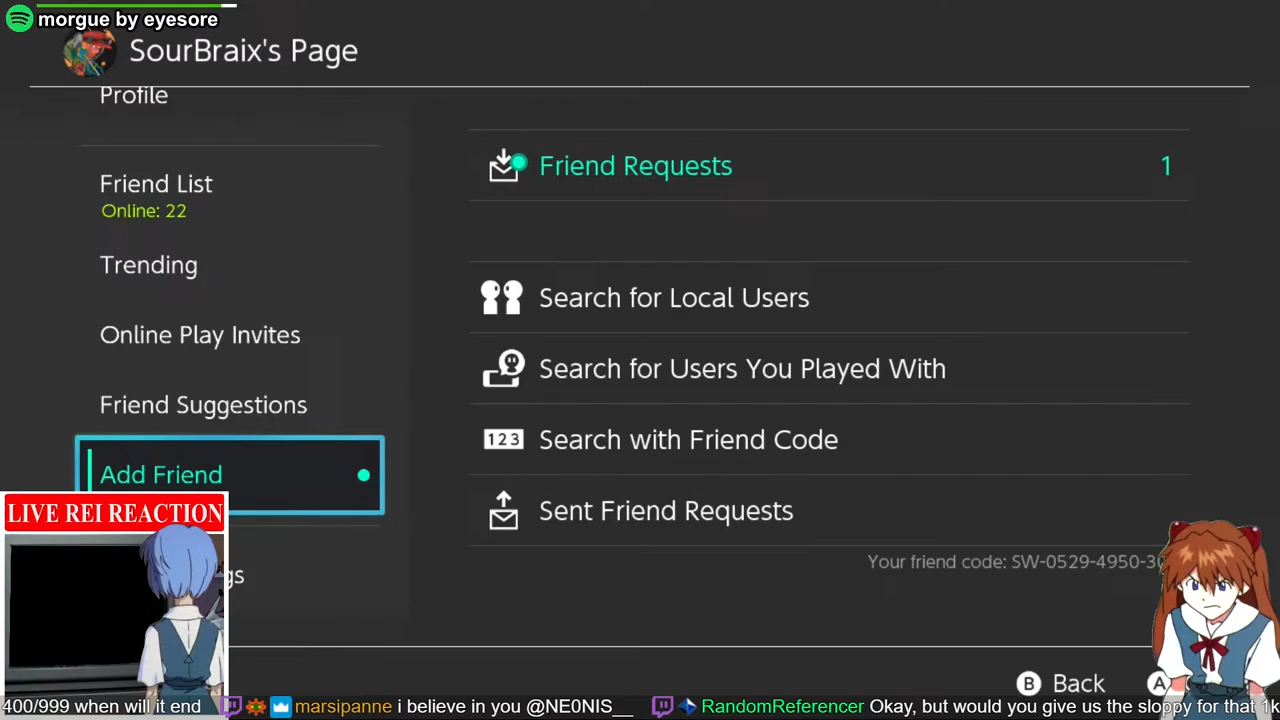 morgue by eyesore
SourBraix's Page
Profile
Friend List
Online: 22
Trending
Online Play Invites
Friend Suggestions
Add Friend
gs
Friend Requests 1
Search for Local Users
Search for Users You Played With
123 Search with Friend Code
Sent Friend Requests
Your friend code: SW-0529-4950-3
LIVE REI REACTION
B Back A
400/999 when will it end marsipanne i believe in you @NE0NIS__ RandomReferencer Okay, but would you give us the sloppy for that 1k